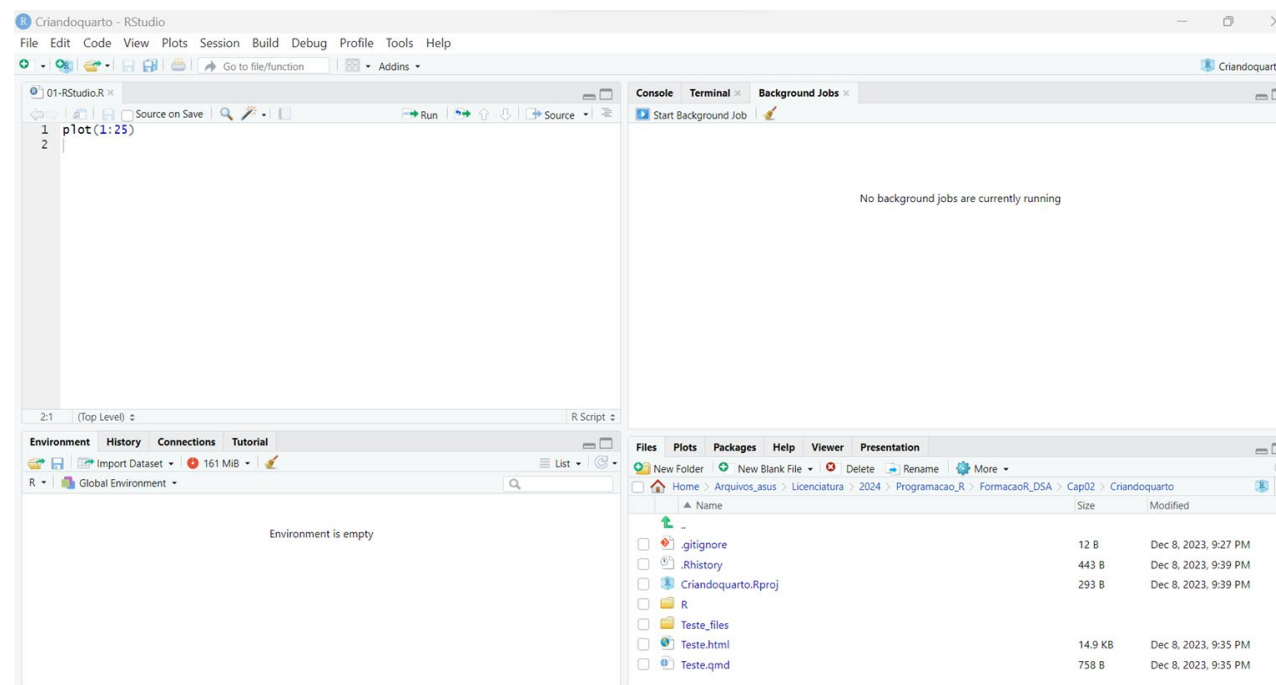 Criandoquarto - RStudio
File Edit Code View Plots Session Build Debug Profile Tools Help
Go to file/function Addins
Criandoquart
01-RStudio.R
Source on Save Run Source
1 plot(1:25)
2
2:1 (Top Level) R Script
Console Terminal Background Jobs
Start Background Job
No background jobs are currently running
Environment History Connections Tutorial
Import Dataset 161 MiB List
R Global Environment
Environment is empty
Files Plots Packages Help Viewer Presentation
New Folder New Blank File Delete Rename More
Home > Arquivos_asus > Licenciatura > 2024 > Programacao_R > FormacaoR_DSA > Cap02 > Criandoquarto
Name Size Modified
..
.gitignore 12 B Dec 8, 2023, 9:27 PM
.Rhistory 443 B Dec 8, 2023, 9:39 PM
Criandoquarto.Rproj 293 B Dec 8, 2023, 9:39 PM
R
Teste_files
Teste.html 14.9 KB Dec 8, 2023, 9:35 PM
Teste.qmd 758 B Dec 8, 2023, 9:35 PM